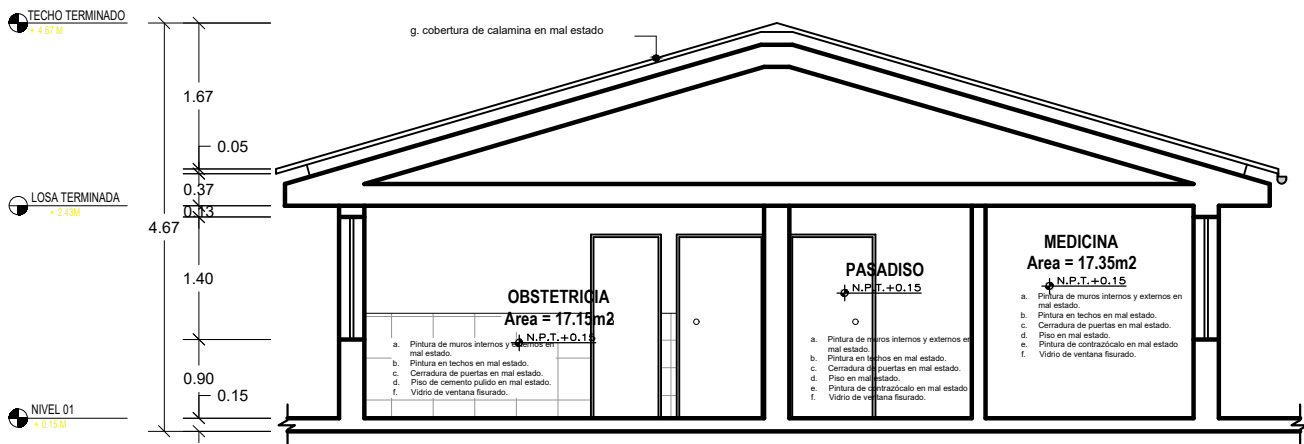 TECHO TERMINADO
+ 4.67 M
g. cobertura de calamina en mal estado
1.67
0.05
0.37
LOSA TERMINADA
+ 2.43M
0.13
4.67
1.40
0.90
0.15
NIVEL 01
+ 0.15 M
OBSTETRICIA
Area = 17.15m2
N.P.T.+0.15
a. Pintura de muros internos y externos en
mal estado.
b. Pintura en techos en mal estado.
c. Cerradura de puertas en mal estado.
d. Piso de cemento pulido en mal estado.
f. Vidrio de ventana fisurado.
PASADISO
N.P.T.+0.15
a. Pintura de muros internos y externos en
mal estado.
b. Pintura en techos en mal estado.
c. Cerradura de puertas en mal estado.
d. Piso en mal estado.
e. Pintura de contrazócalo en mal estado
f. Vidrio de ventana fisurado.
MEDICINA
Area = 17.35m2
N.P.T.+0.15
a. Pintura de muros internos y externos en
mal estado.
b. Pintura en techos en mal estado.
c. Cerradura de puertas en mal estado.
d. Piso en mal estado.
e. Pintura de contrazócalo en mal estado
f. Vidrio de ventana fisurado.